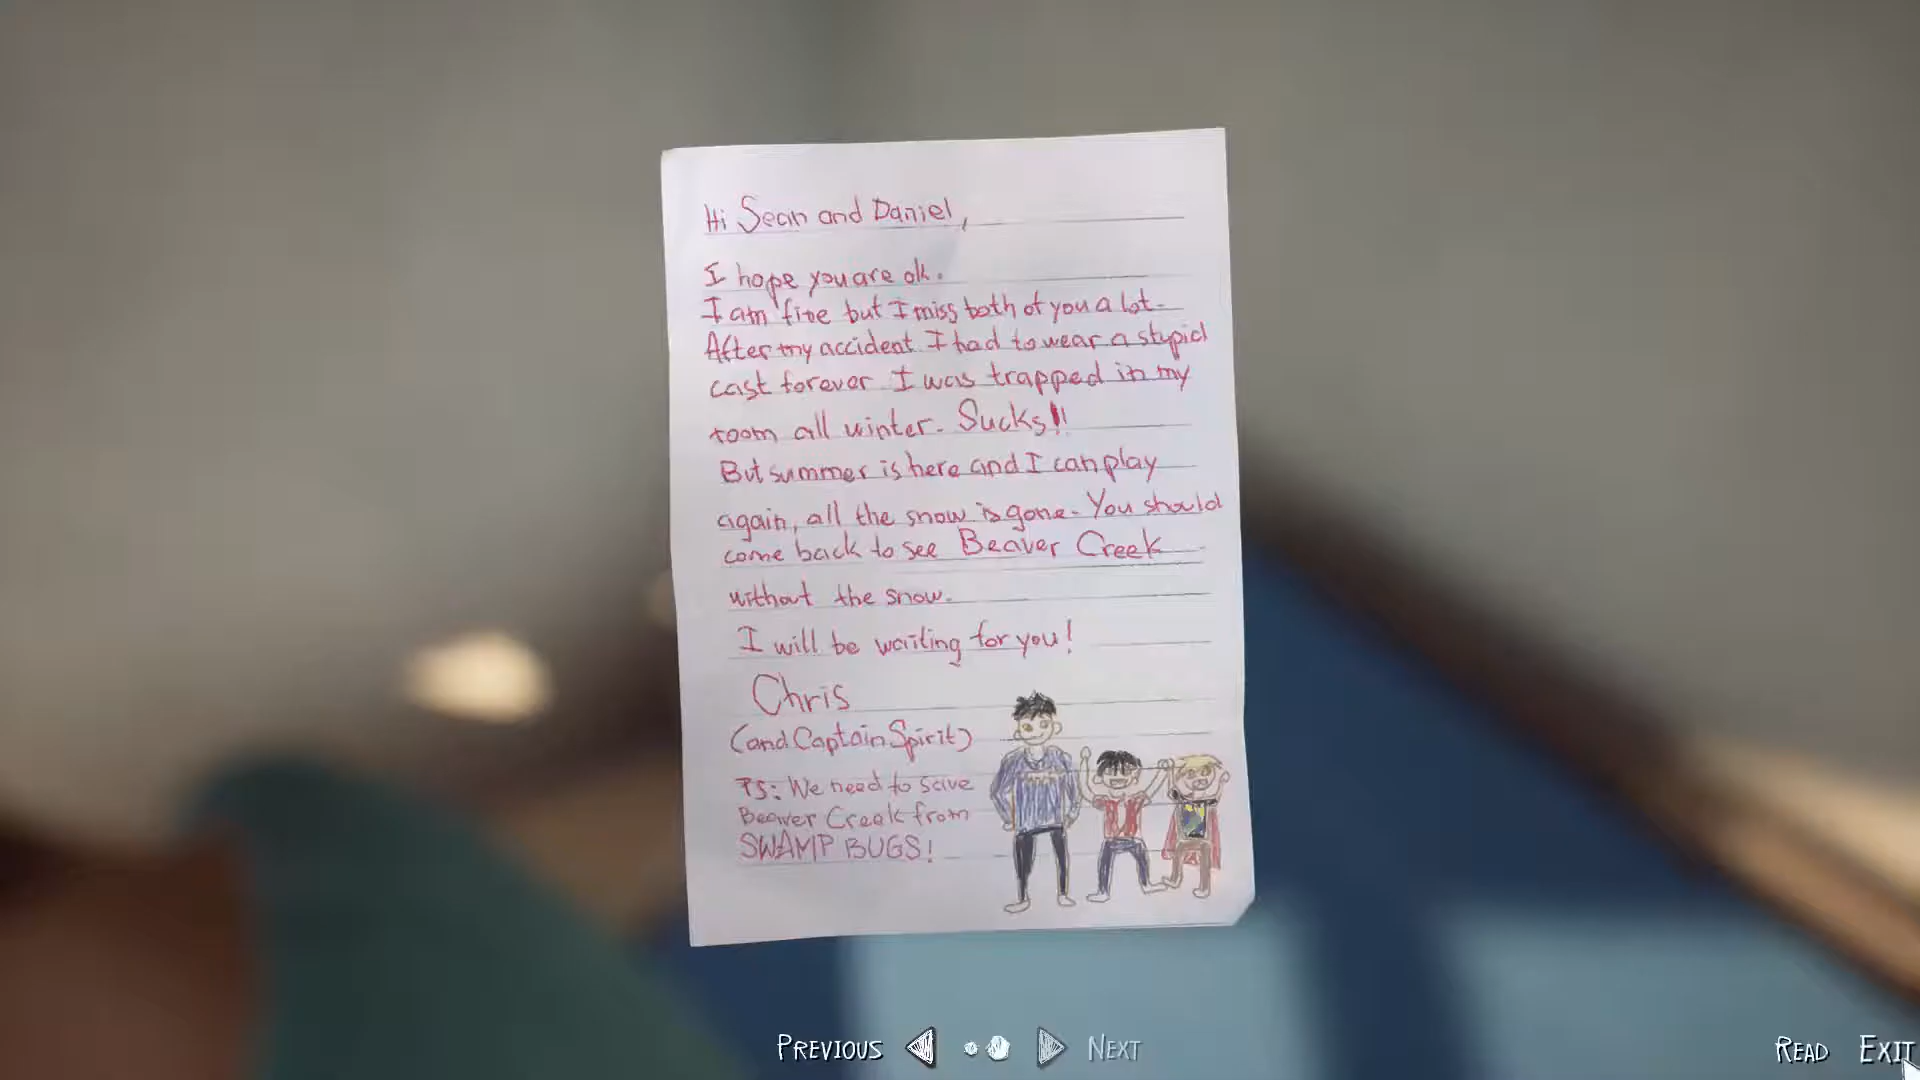 Hi Sean and Daniel,
I hope you are ok.
I am fine but I miss both of you a lot.
After my accident I had to wear a stupid
cast forever I was trapped in my
room all winter. Sucks!!
But summer is here and I can play
again, all the snow is gone. You should
come back to see Beaver Creek
without the snow.
I will be waiting for you!
Chris
(and Captain Spirit)
PS: We need to save
Beaver Creek from
SWAMP BUGS!
PREVIOUS NEXT
READ EXIT